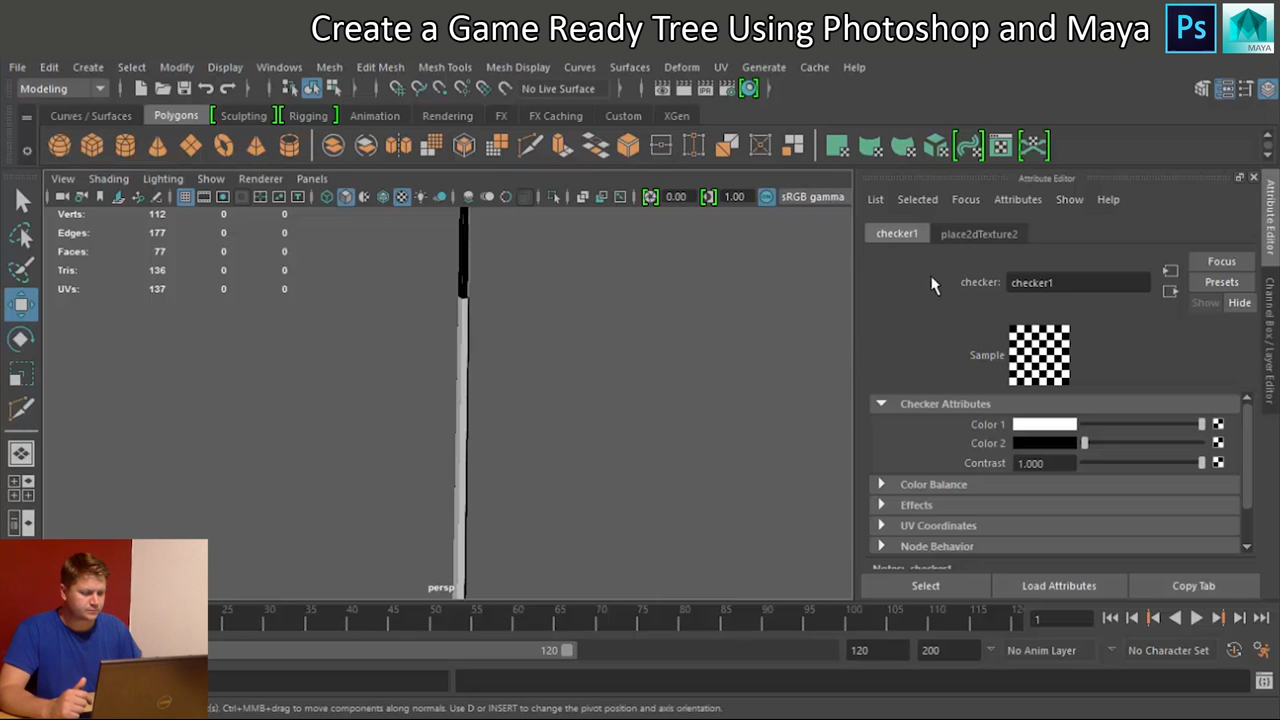 Create a Game Ready Tree Using Photoshop and Maya
Ps
MAYA
File Edit Create Select Modify Display Windows Mesh Edit Mesh Mesh Tools Mesh Display Curves Surfaces Deform UV Generate Cache Help
Modeling
No Live Surface
Curves / Surfaces Polygons Sculpting Rigging Animation Rendering FX FX Caching Custom XGen
View Shading Lighting Show Renderer Panels
0.00 1.00 sRGB gamma
Verts: 112 0 0
Edges: 177 0 0
Faces: 77 0 0
Tris: 136 0 0
UVs: 137 0 0
persp
Attribute Editor
List Selected Focus Attributes Show Help
checker1 place2dTexture2
checker: checker1
Focus
Presets
Show Hide
Sample
Checker Attributes
Color 1
Color 2
Contrast 1.000
Color Balance
Effects
UV Coordinates
Node Behavior
Select Load Attributes Copy Tab
Attribute Editor
Channel Box / Layer Editor
25 30 35 40 45 50 55 60 65 70 75 80 85 90 95 100 105 110 115 12
1
120 120 200 No Anim Layer No Character Set
(s). Ctrl+MMB+drag to move components along normals. Use D or INSERT to change the pivot position and axis orientation.